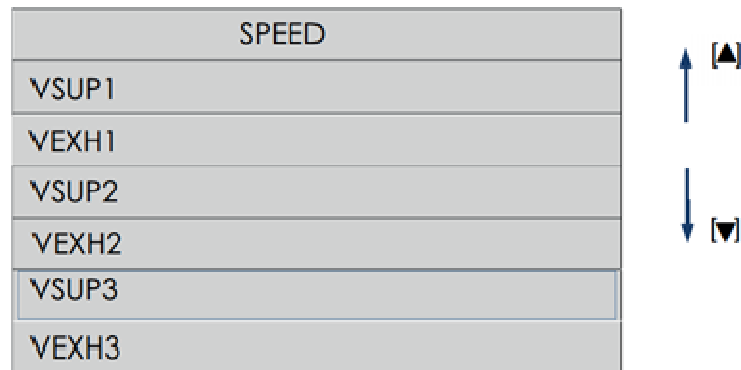 SPEED
[▲]
VSUP1
VEXH1
VSUP2
VEXH2
[▼]
VSUP3
VEXH3